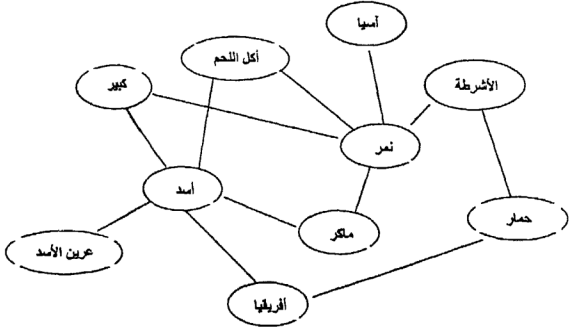 آسيا
أكل اللحم
الأشرطة
كبير
نمر
أسد
حمار
ماكر
عرين الأسد
أفريقيا